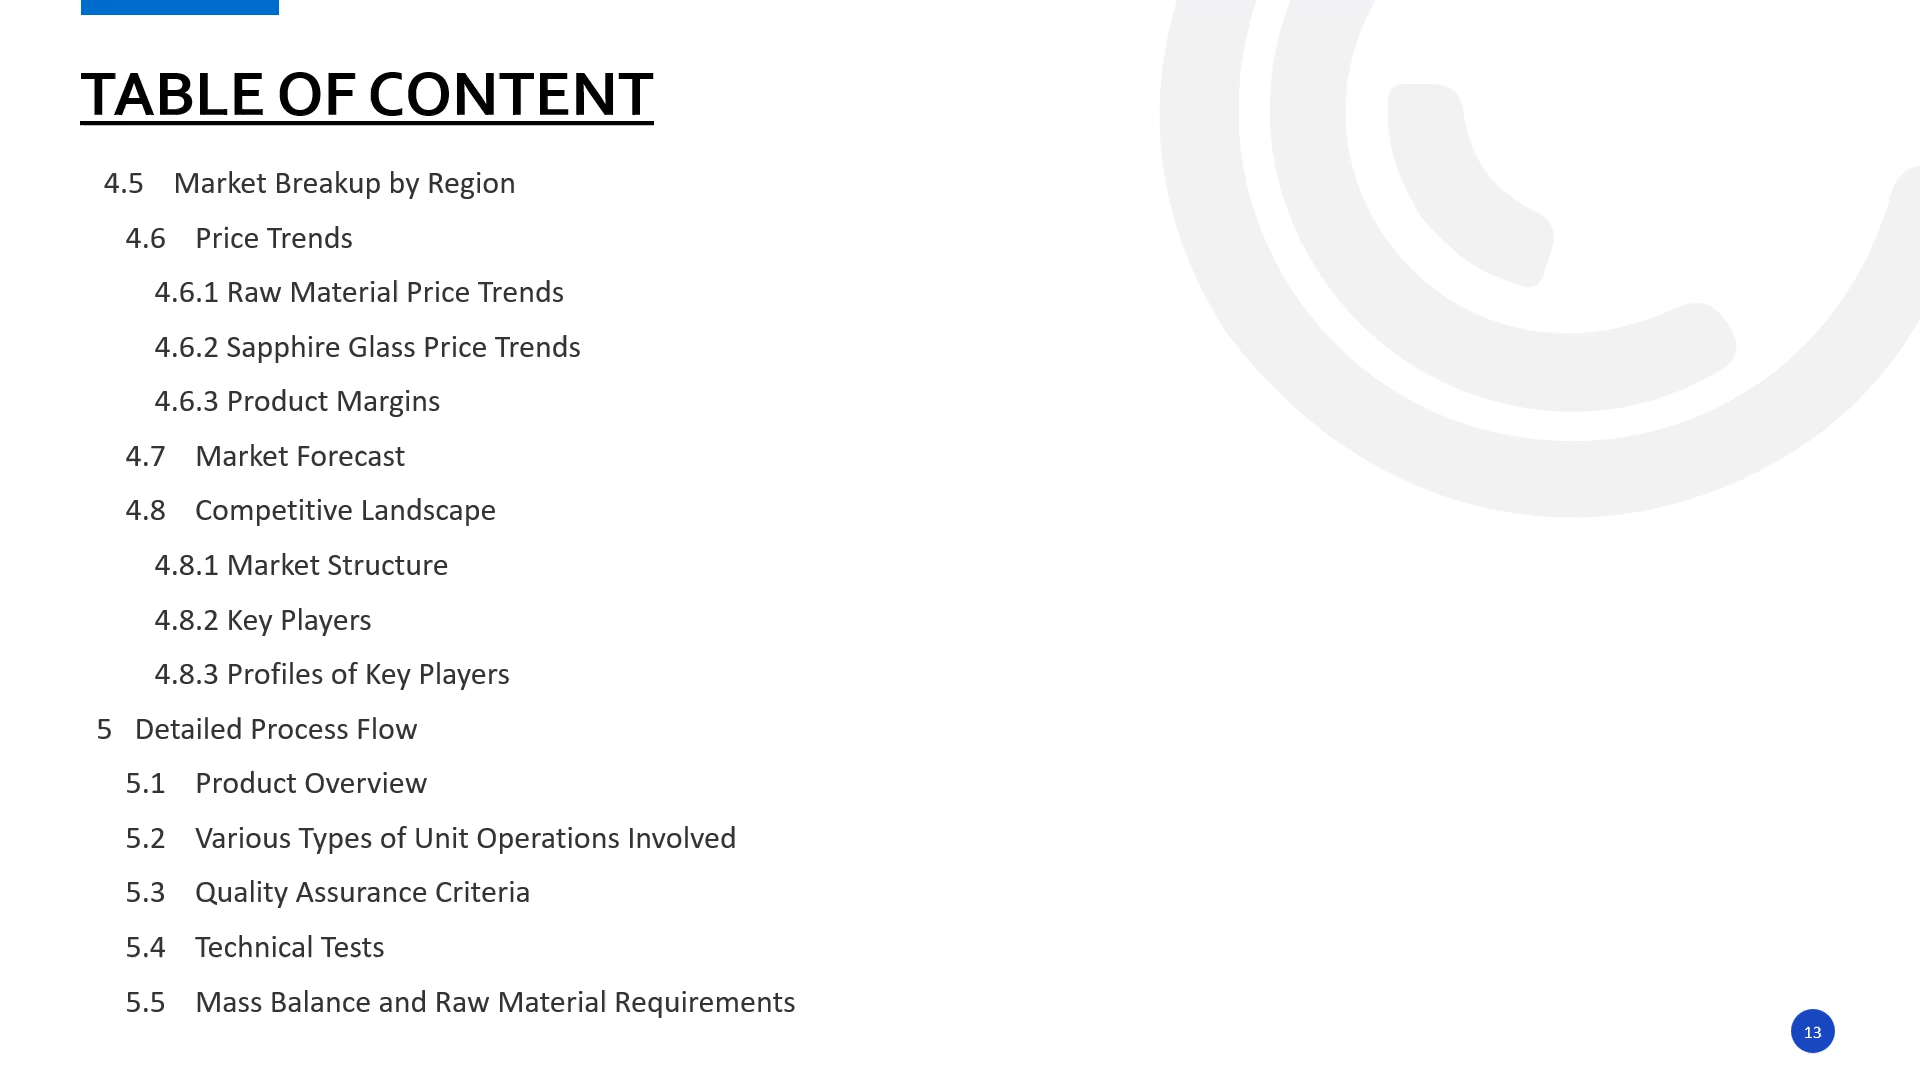 TABLE OF CONTENT
4.5 Market Breakup by Region
4.6 Price Trends
4.6.1 Raw Material Price Trends
4.6.2 Sapphire Glass Price Trends
4.6.3 Product Margins
4.7 Market Forecast
4.8 Competitive Landscape
4.8.1 Market Structure
4.8.2 Key Players
4.8.3 Profiles of Key Players
5 Detailed Process Flow
5.1 Product Overview
5.2 Various Types of Unit Operations Involved
5.3 Quality Assurance Criteria
5.4 Technical Tests
5.5 Mass Balance and Raw Material Requirements
13